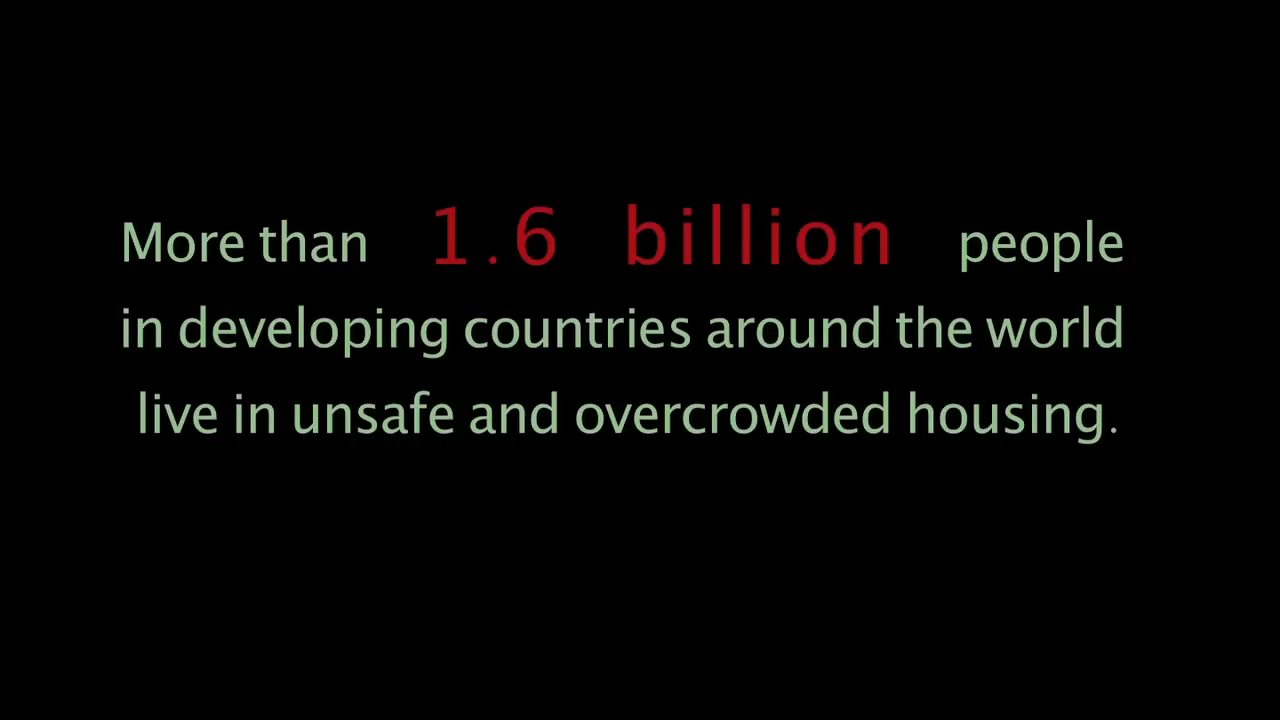 More than 1.6 billion people
in developing countries around the world
live in unsafe and overcrowded housing.